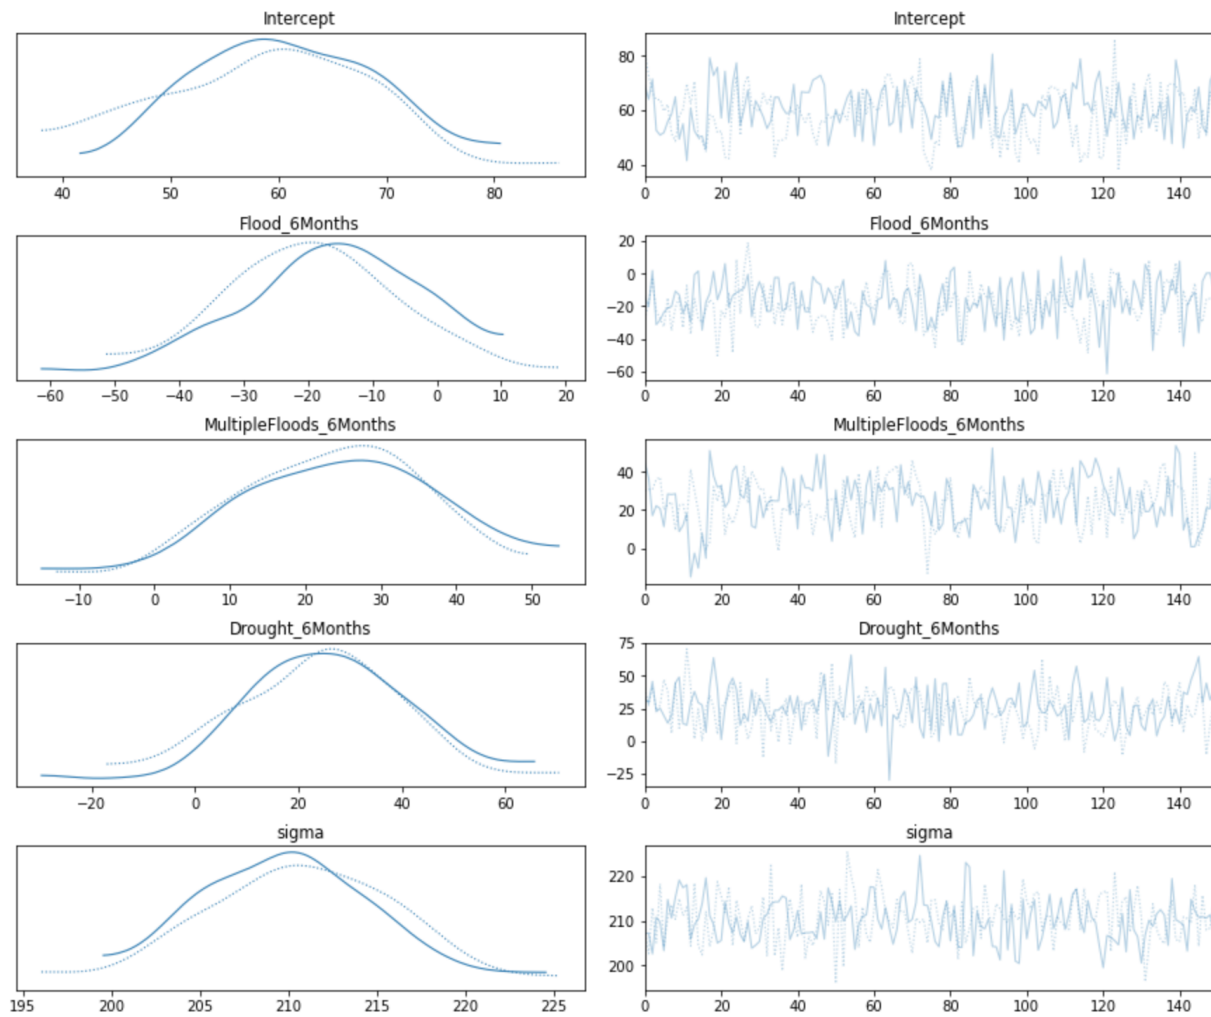 Intercept
Intercept
80
60
40
40 50 60 70 80
0 20 40 60 80 100 120 140
Flood_6Months
Flood_6Months
20
0
−20
−40
−60
−60 −50 −40 −30 −20 −10 0 10 20
0 20 40 60 80 100 120 140
MultipleFloods_6Months
MultipleFloods_6Months
40
20
0
−10 0 10 20 30 40 50
0 20 40 60 80 100 120 140
Drought_6Months
Drought_6Months
75
50
25
0
−25
−20 0 20 40 60
0 20 40 60 80 100 120 140
sigma
sigma
220
210
200
195 200 205 210 215 220 225
0 20 40 60 80 100 120 140